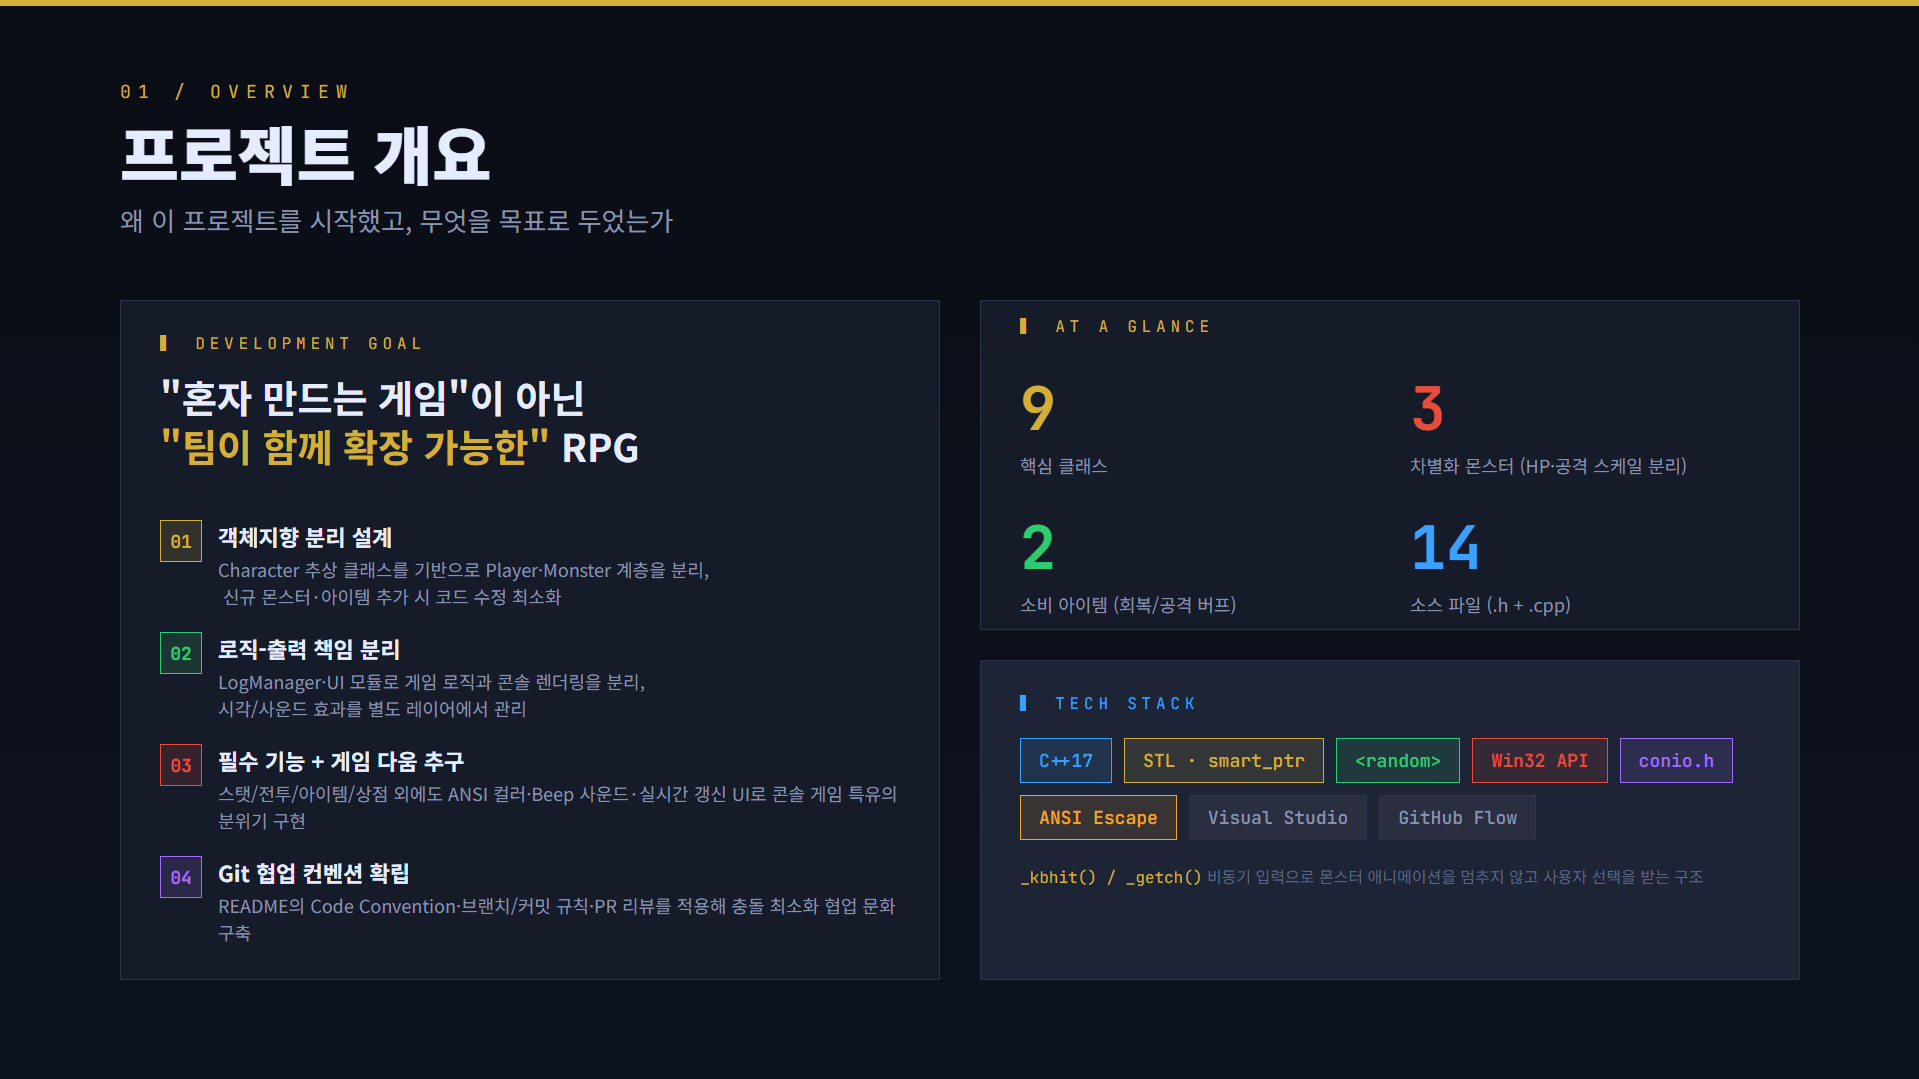 01 / OVERVIEW
프로젝트 개요
왜 이 프로젝트를 시작했고, 무엇을 목표로 두었는가
DEVELOPMENT GOAL
"혼자 만드는 게임"이 아닌
"팀이 함께 확장 가능한" RPG
01
객체지향 분리 설계
Character 추상 클래스를 기반으로 Player·Monster 계층을 분리,
신규 몬스터·아이템 추가 시 코드 수정 최소화
02
로직-출력 책임 분리
LogManager·UI 모듈로 게임 로직과 콘솔 렌더링을 분리,
시각/사운드 효과를 별도 레이어에서 관리
03
필수 기능 + 게임 다움 추구
스탯/전투/아이템/상점 외에도 ANSI 컬러·Beep 사운드·실시간 갱신 UI로 콘솔 게임 특유의
분위기 구현
04
Git 협업 컨벤션 확립
README의 Code Convention·브랜치/커밋 규칙·PR 리뷰를 적용해 충돌 최소화 협업 문화
구축
AT A GLANCE
9
핵심 클래스
3
차별화 몬스터 (HP·공격 스케일 분리)
2
소비 아이템 (회복/공격 버프)
14
소스 파일 (.h + .cpp)
TECH STACK
C++17
STL · smart_ptr
<random>
Win32 API
conio.h
ANSI Escape
Visual Studio
GitHub Flow
_kbhit() / _getch() 비동기 입력으로 몬스터 애니메이션을 멈추지 않고 사용자 선택을 받는 구조